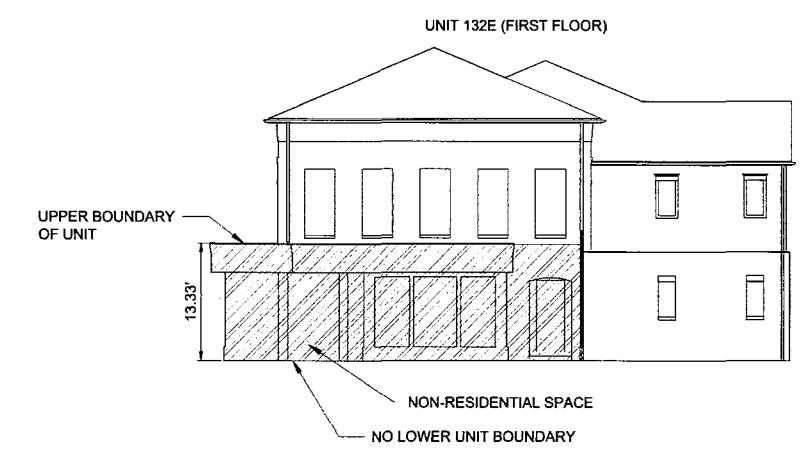 UNIT 132E (FIRST FLOOR)
UPPER BOUNDARY
OF UNIT
13.33'
NON-RESIDENTIAL SPACE
NO LOWER UNIT BOUNDARY